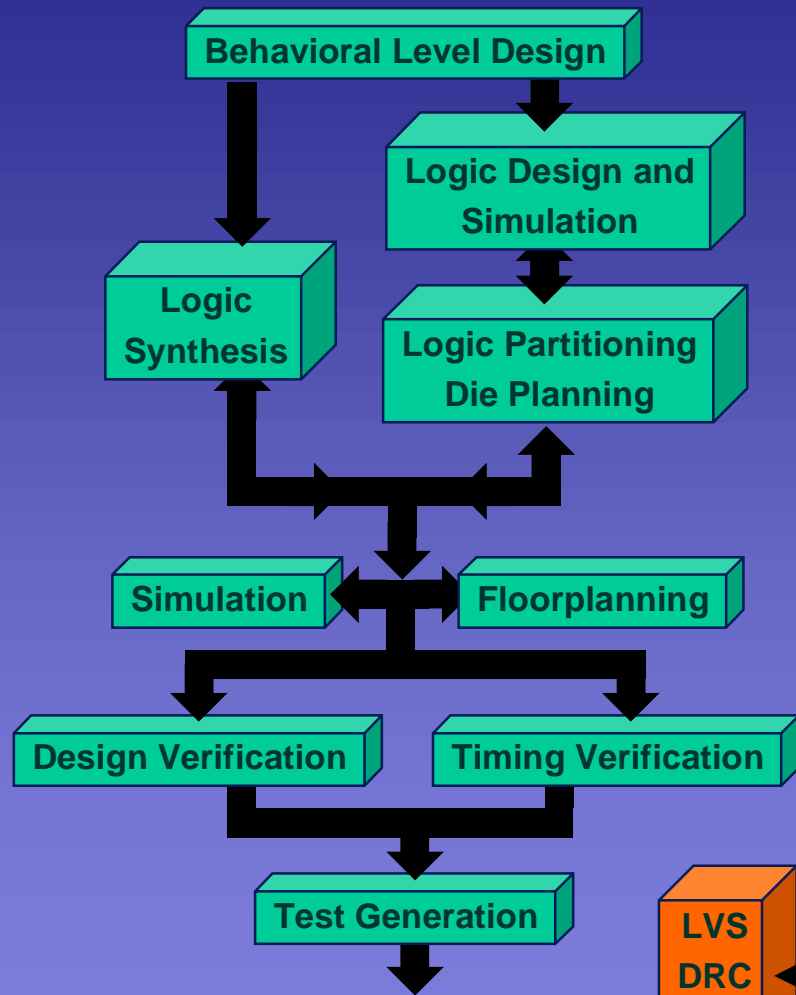 Behavioral Level Design
Logic Design and
Simulation
Logic
Synthesis
Logic Partitioning
Die Planning
Simulation
Floorplanning
Design Verification
Timing Verification
Test Generation
LVS
DRC